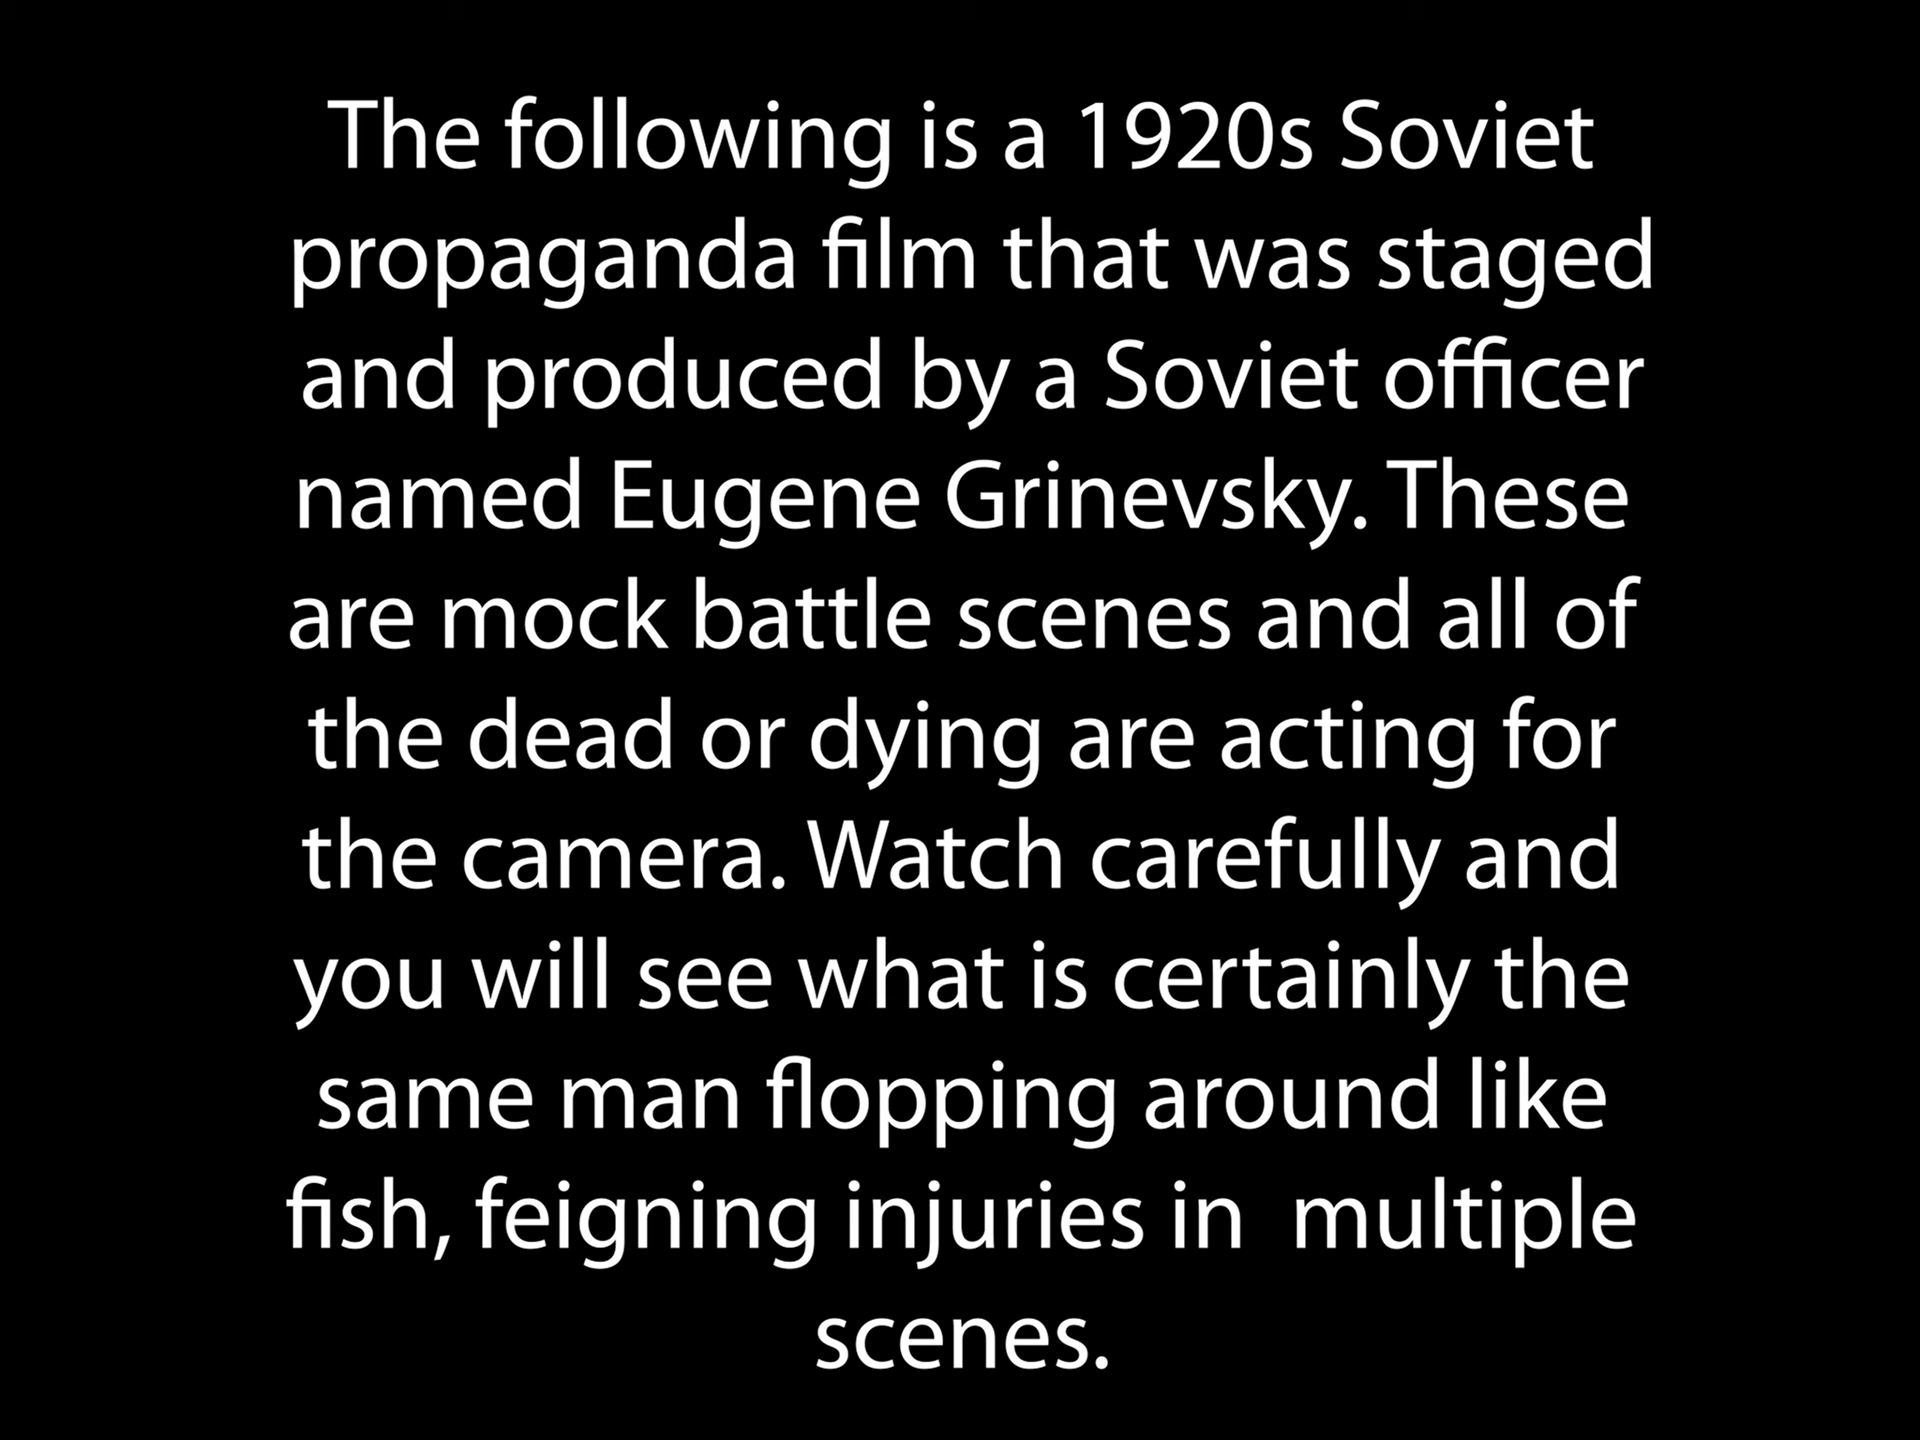 The following is a 1920s Soviet
propaganda film that was staged
and produced by a Soviet officer
named Eugene Grinevsky. These
are mock battle scenes and all of
the dead or dying are acting for
the camera. Watch carefully and
you will see what is certainly the
same man flopping around like
fish, feigning injuries in  multiple
scenes.